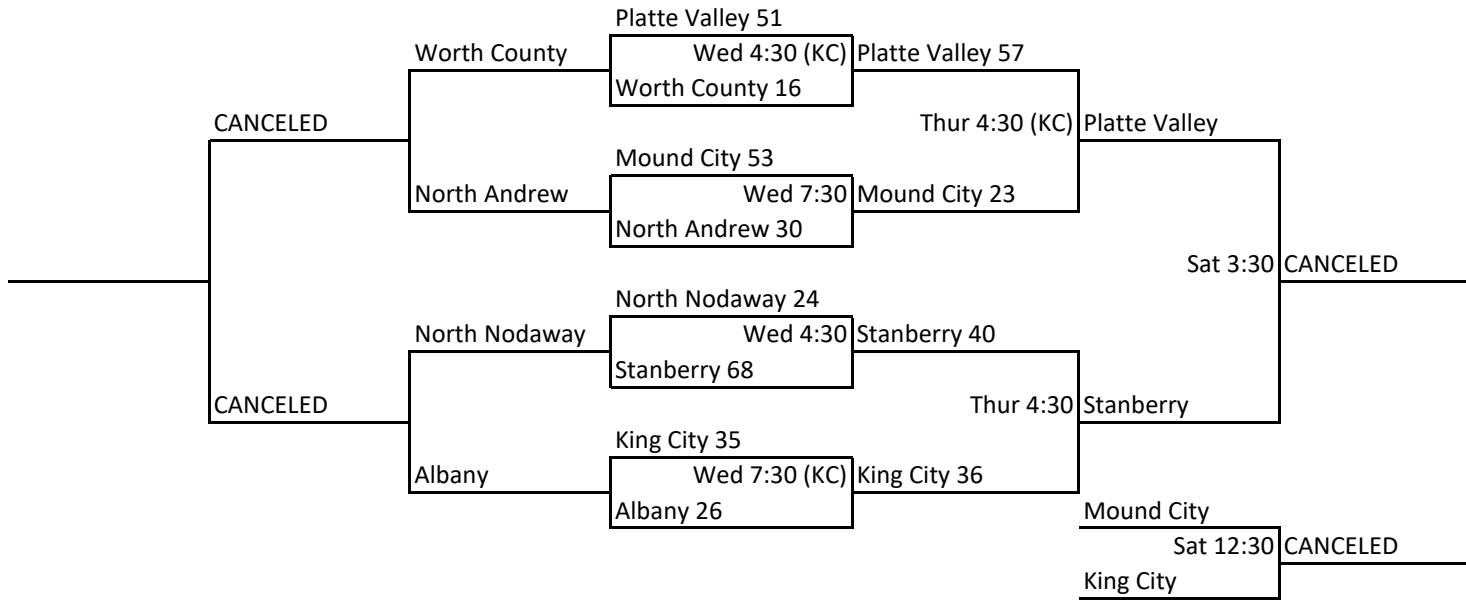 Platte Valley 51
Worth County
Wed 4:30 (KC)
Platte Valley 57
Worth County 16
CANCELED
Thur 4:30 (KC)
Platte Valley
Mound City 53
North Andrew
Wed 7:30
Mound City 23
North Andrew 30
Sat 3:30
CANCELED
North Nodaway 24
North Nodaway
Wed 4:30
Stanberry 40
Stanberry 68
CANCELED
Thur 4:30
Stanberry
King City 35
Albany
Wed 7:30 (KC)
King City 36
Albany 26
Mound City
Sat 12:30
CANCELED
King City